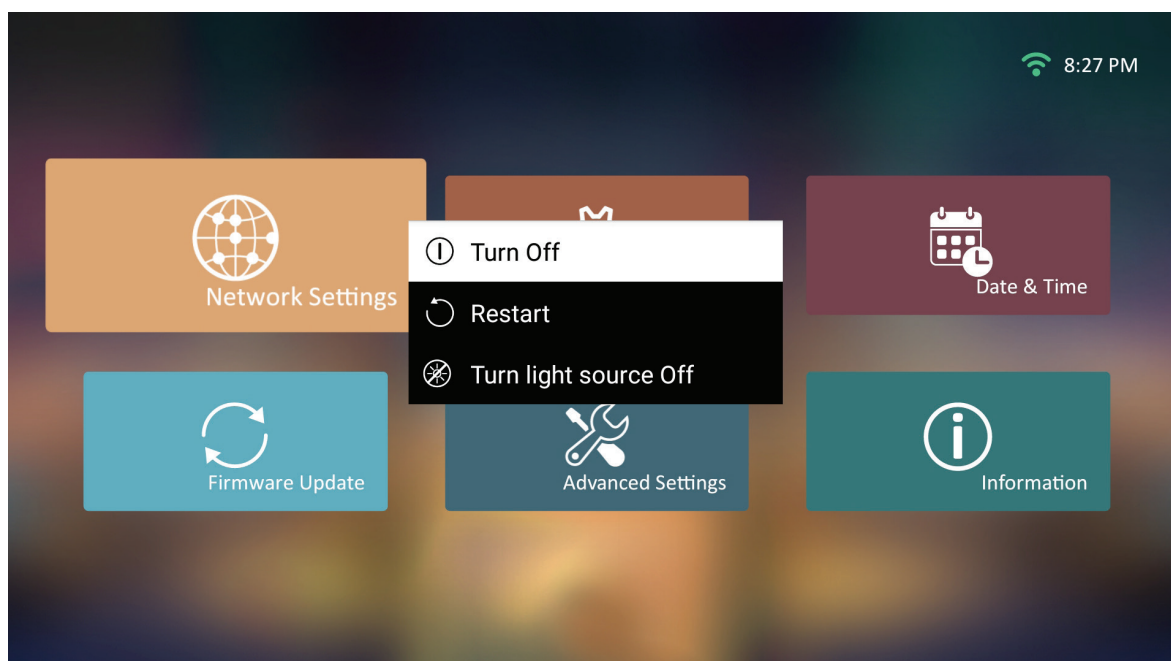 8:27 PM
Network Settings
Turn Off
Restart
Turn light source Off
Date & Time
Firmware Update
Advanced Settings
Information